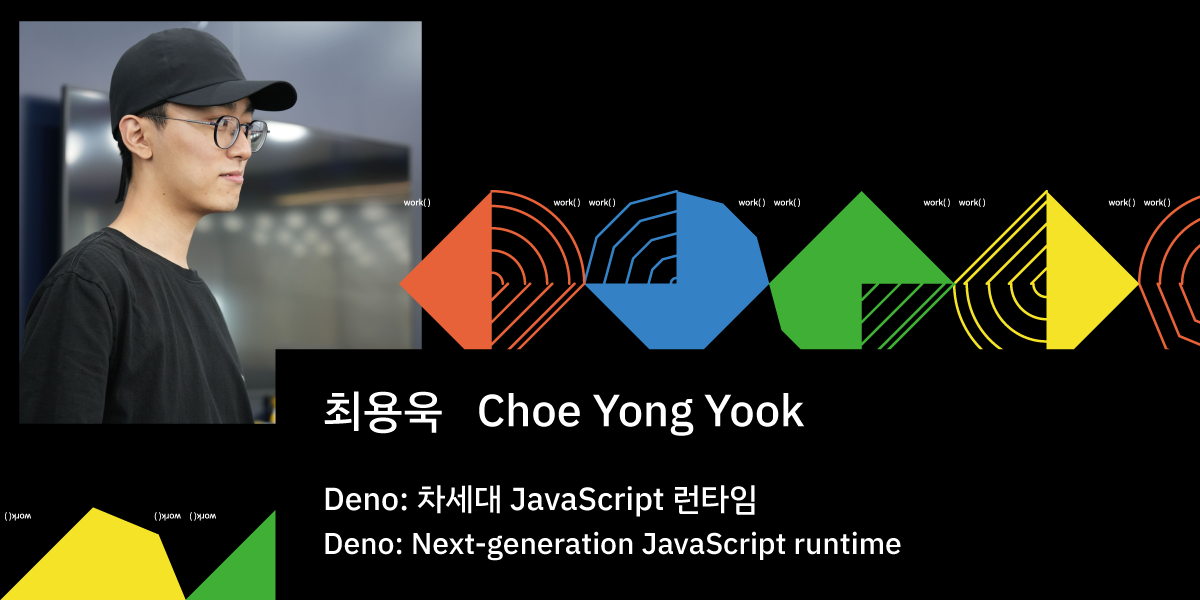 work() work() work() work() work() work() work() work() work()
최용욱 Choe Yong Yook
Deno: 차세대 JavaScript 런타임
Deno: Next-generation JavaScript runtime
work() work() work()